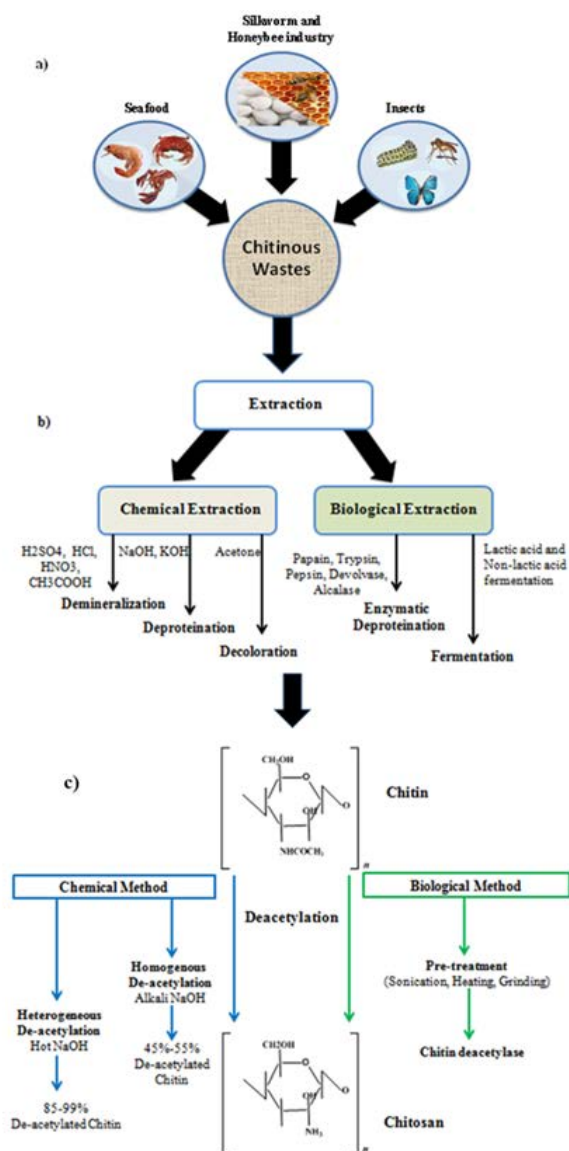 Silkworm and
Honeybee industry
a)
Seafood
Insects
Chitinous
Wastes
Extraction
b)
Chemical Extraction
Biological Extraction
H2SO4, HCl,
HNO3,
CH3COOH
NaOH, KOH
Acetone
Papain, Trypsin,
Pepsin, Devolvase,
Alcalase
Lactic acid and
Non-lactic acid
fermentation
Demineralization
Deproteination
Decoloration
Enzymatic
Deproteination
Fermentation
c)
CH2OH
O
OH
O
NHCOCH3
n
Chitin
Chemical Method
Biological Method
Deacetylation
Homogenous
De-acetylation
Alkali NaOH
Pre-treatment
(Sonication, Heating, Grinding)
Heterogeneous
De-acetylation
Hot NaOH
45%-55%
De-acetylated
Chitin
Chitin deacetylase
85-99%
De-acetylated Chitin
CH2OH
O
OH
O
NH2
n
Chitosan